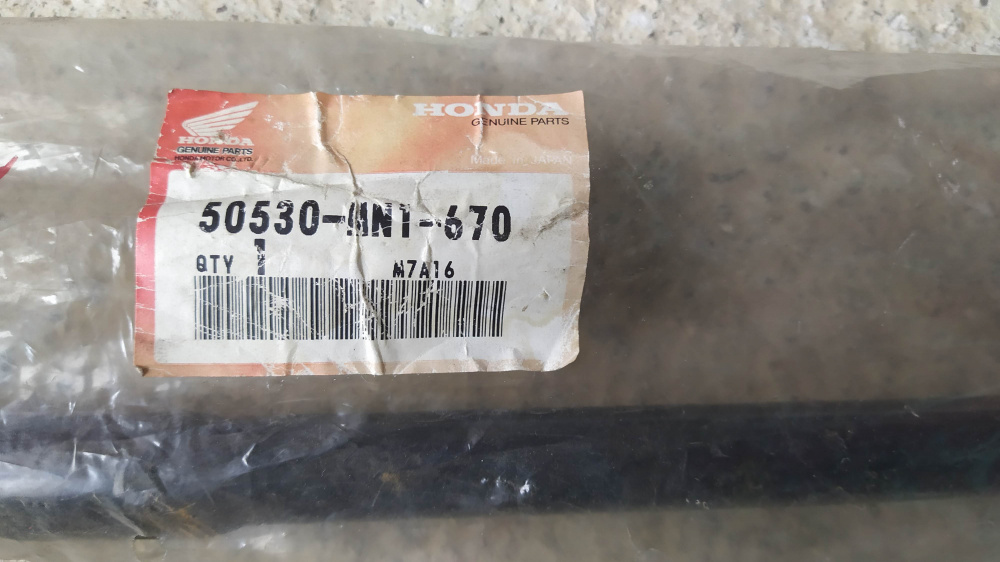 HONDA
GENUINE PARTS
HONDA MOTOR CO.,LTD.
HONDA
GENUINE PARTS
Made in JAPAN
50530-MN1-670
QTY 1 M7A16